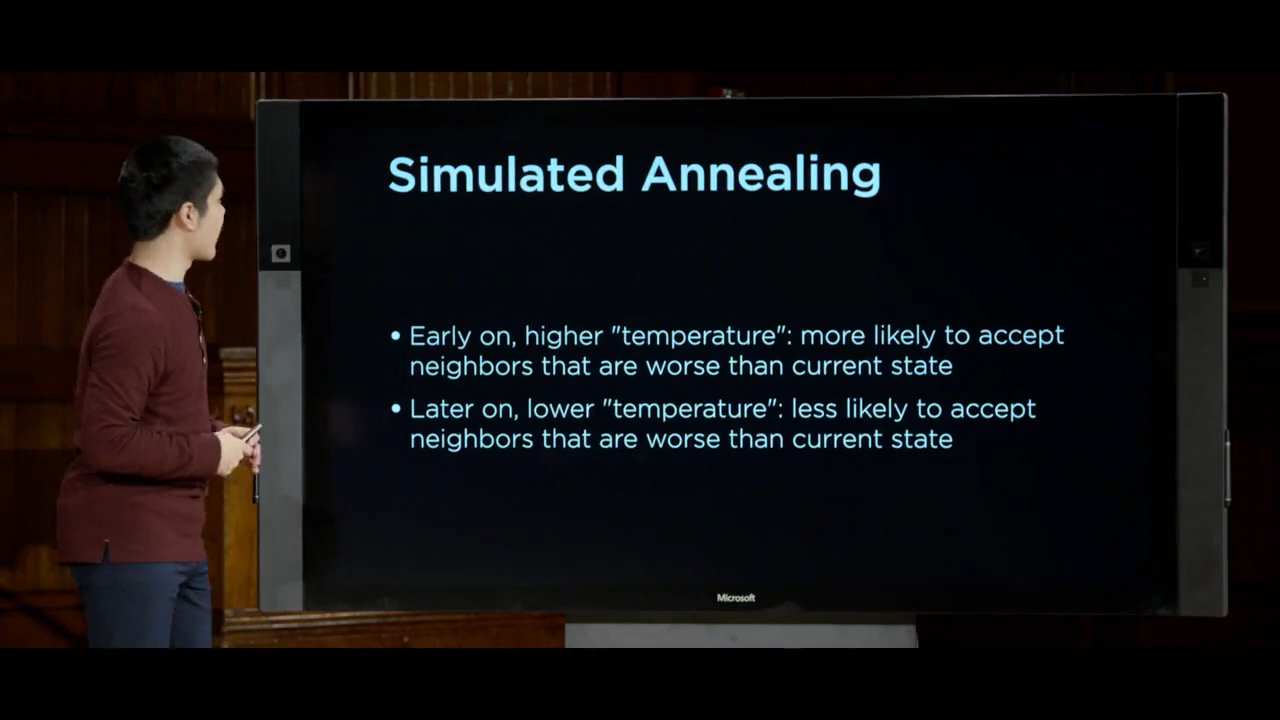 Simulated Annealing
• Early on, higher "temperature": more likely to accept
neighbors that are worse than current state
• Later on, lower "temperature": less likely to accept
neighbors that are worse than current state
Microsoft